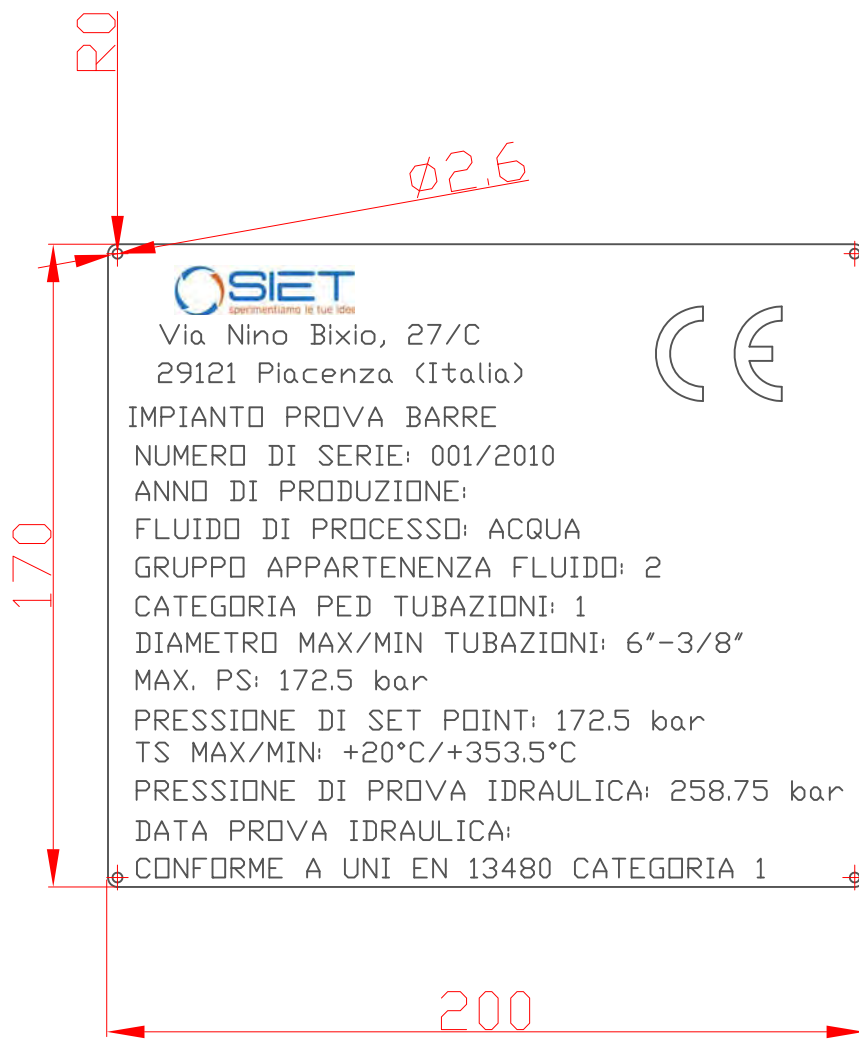 R0
Ø2.6
SIET
sperimentiamo le tue idee
Via Nino Bixio, 27/C
29121 Piacenza (Italia)
CE
IMPIANTO PROVA BARRE
NUMERO DI SERIE: 001/2010
ANNO DI PRODUZIONE:
FLUIDO DI PROCESSO: ACQUA
GRUPPO APPARTENENZA FLUIDO: 2
CATEGORIA PED TUBAZIONI: 1
DIAMETRO MAX/MIN TUBAZIONI: 6"-3/8"
MAX. PS: 172.5 bar
PRESSIONE DI SET POINT: 172.5 bar
TS MAX/MIN: +20°C/+353.5°C
PRESSIONE DI PROVA IDRAULICA: 258.75 bar
DATA PROVA IDRAULICA:
CONFORME A UNI EN 13480 CATEGORIA 1
170
200